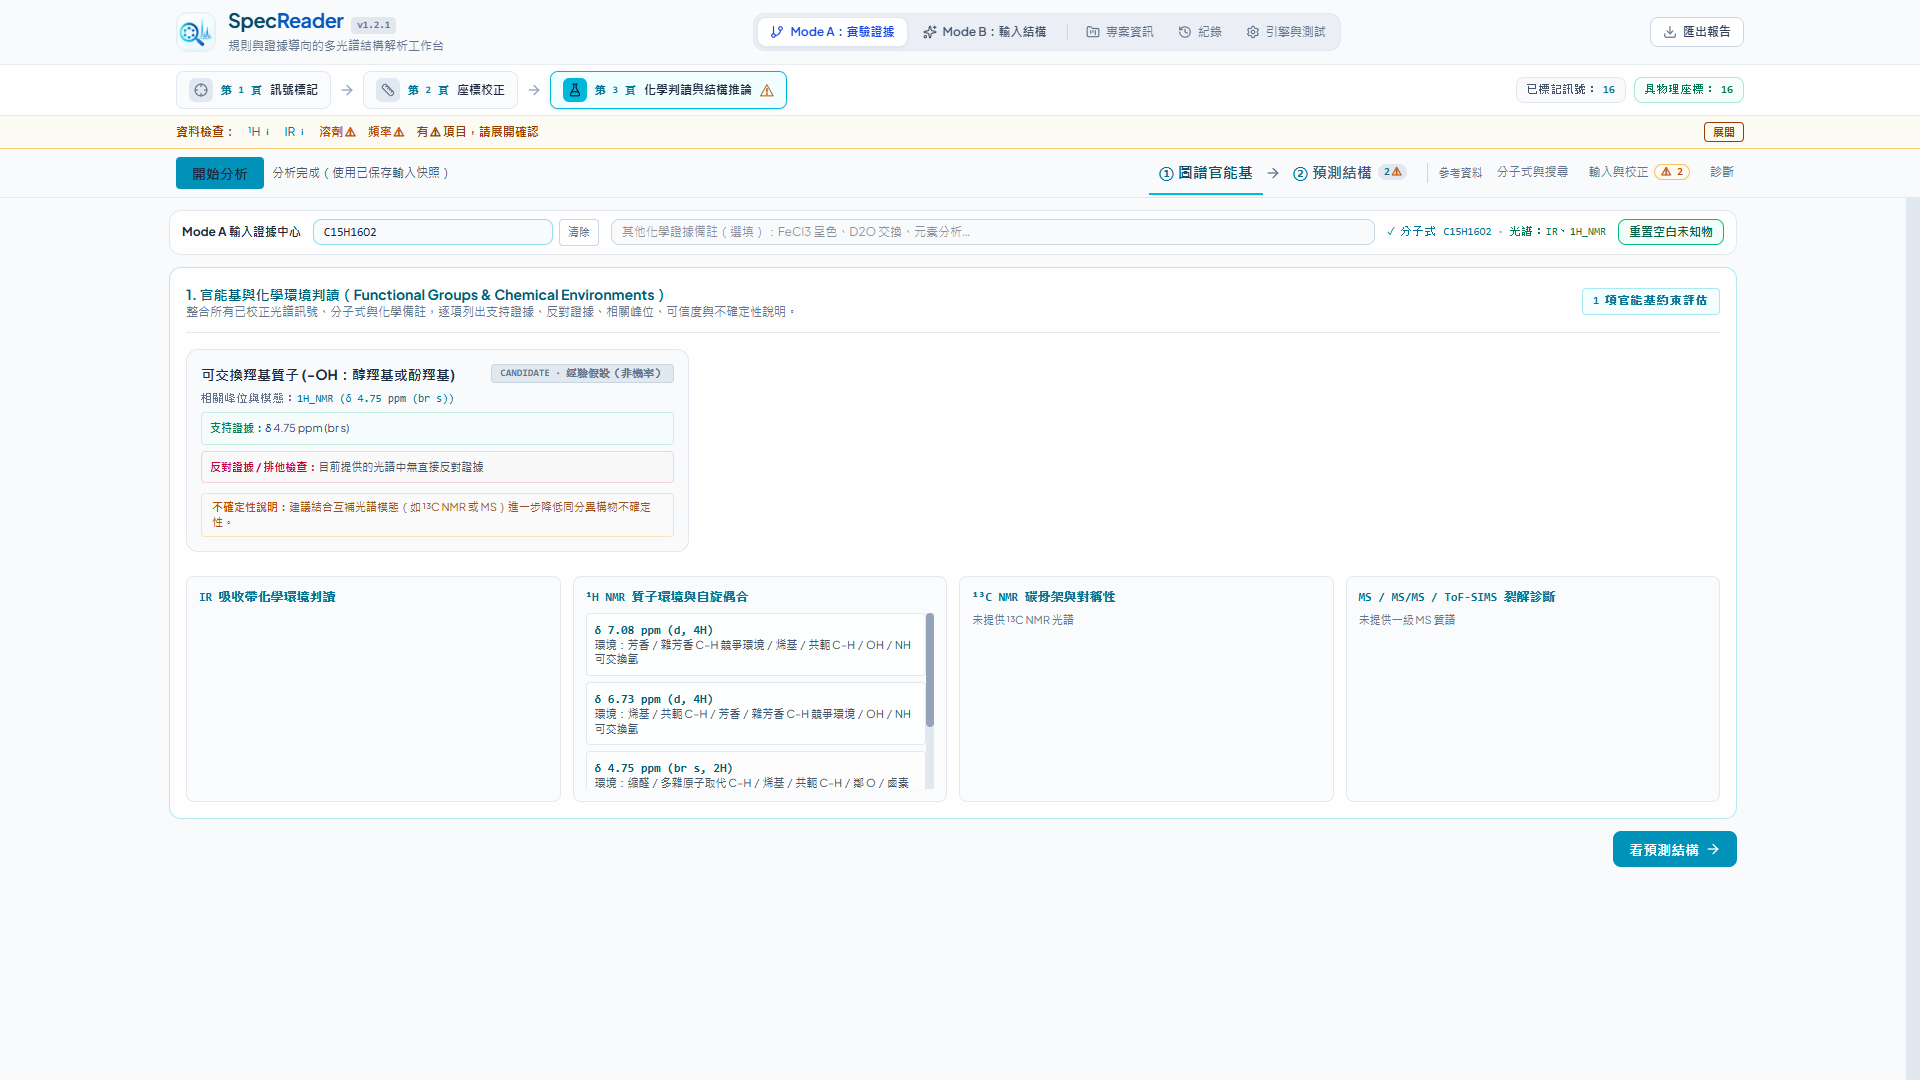 SpecReader v1.2.1
規則與證據導向的多光譜結構解析工作台
Mode A：實驗證據
Mode B：輸入結構
專案資訊
紀錄
引擎與測試
匯出報告
第 1 頁 訊號標記
→
第 2 頁 座標校正
→
第 3 頁 化學判讀與結構推論 ⚠
已標記訊號： 16
具物理座標： 16
資料檢查： ¹H ℹ IR ℹ 溶劑⚠ 頻率⚠ 有⚠項目，請展開確認
展開
開始分析
分析完成（使用已保存輸入快照）
① 圖譜官能基
→
② 預測結構 2⚠
參考資料
分子式與搜尋
輸入與校正 ⚠ 2
診斷
Mode A 輸入證據中心
C15H16O2
清除
其他化學證據備註（選填）：FeCl3 呈色、D2O 交換、元素分析…
✓ 分子式 C15H16O2 · 光譜：IR、1H_NMR
重置空白未知物
1. 官能基與化學環境判讀（Functional Groups & Chemical Environments）
整合所有已校正光譜訊號、分子式與化學備註，逐項列出支持證據、反對證據、相關峰位、可信度與不確定性說明。
1 項官能基約束評估
可交換羥基質子 (–OH：醇羥基或酚羥基)
CANDIDATE · 經驗假設（非機率）
相關峰位與模態：1H_NMR (δ 4.75 ppm (br s))
支持證據：δ 4.75 ppm (br s)
反對證據 / 排他檢查：目前提供的光譜中無直接反對證據
不確定性說明：建議結合互補光譜模態（如 ¹³C NMR 或 MS）進一步降低同分異構物不確定
性。
IR 吸收帶化學環境判讀
¹H NMR 質子環境與自旋偶合
δ 7.08 ppm (d, 4H)
環境：芳香 / 雜芳香 C–H 競爭環境 / 烯基 / 共軛 C–H / OH / NH
可交換氫
δ 6.73 ppm (d, 4H)
環境：烯基 / 共軛 C–H / 芳香 / 雜芳香 C–H 競爭環境 / OH / NH
可交換氫
δ 4.75 ppm (br s, 2H)
環境：縮醛 / 多雜原子取代 C–H / 烯基 / 共軛 C–H / 鄰 O / 鹵素
¹³C NMR 碳骨架與對稱性
未提供 ¹³C NMR 光譜
MS / MS/MS / ToF-SIMS 裂解診斷
未提供一級 MS 質譜
看預測結構 →